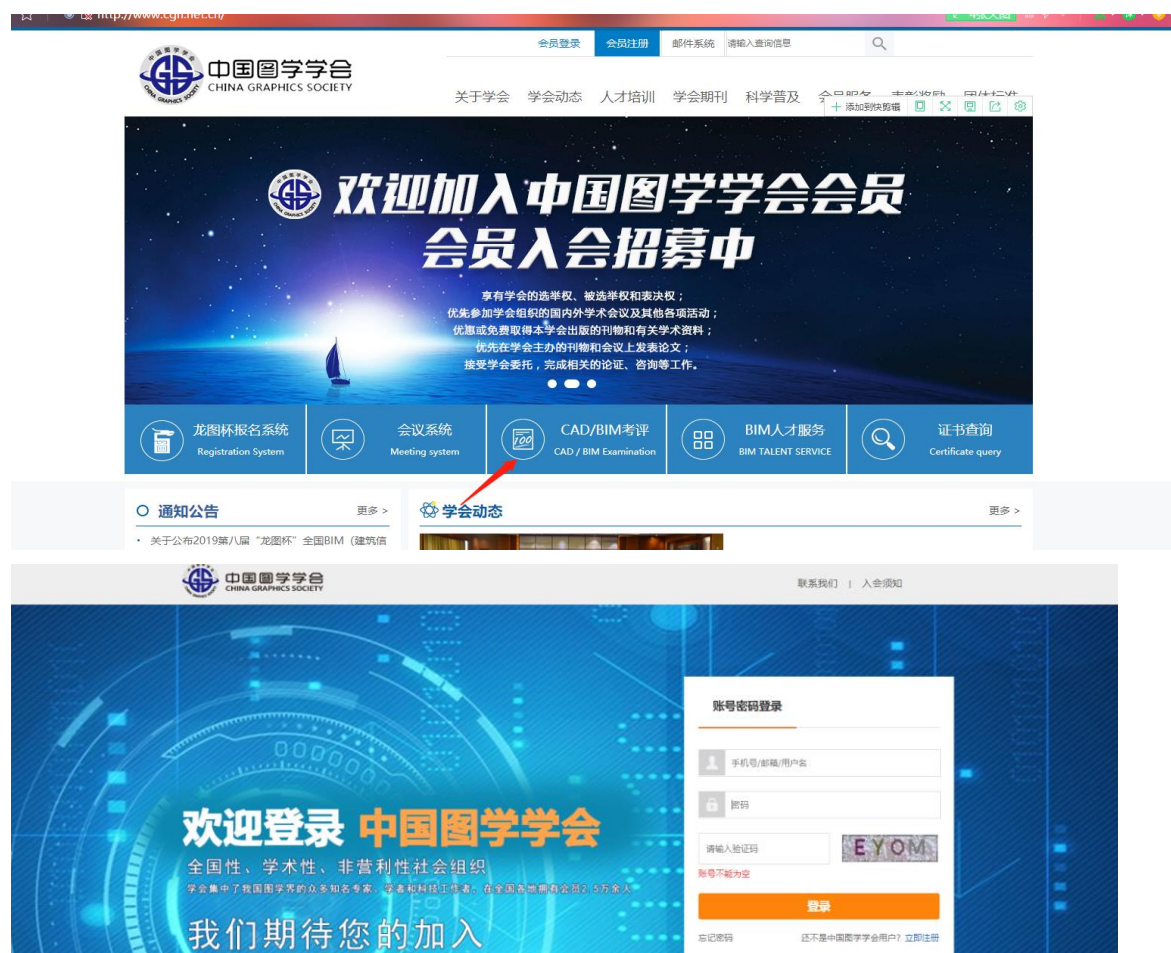 http://www.cgn.net.cn/
会员登录 会员注册 邮件系统 请输入查询信息
中国图学学会
CHINA GRAPHICS SOCIETY
关于学会 学会动态 人才培训 学会期刊 科学普及
添加到快剪辑
欢迎加入中国图学学会会员
会员入会招募中
享有学会的选举权、被选举权和表决权；
优先参加学会组织的国内外学术会议及其他各项活动；
优惠或免费取得本学会出版的刊物和有关学术资料；
优先在学会主办的刊物和会议上发表论文；
接受学会委托，完成相关的论证、咨询等工作。
龙图杯报名系统 会议系统 CAD/BIM考评 BIM人才服务 证书查询
Registration System Meeting system CAD / BIM Examination BIM TALENT SERVICE Certificate query
通知公告 更多 > 学会动态 更多 >
· 关于公布2019第八届“龙图杯”全国BIM（建筑信
中国图学学会
CHINA GRAPHICS SOCIETY
联系我们 | 入会须知
账号密码登录
手机号/邮箱/用户名
密码
请输入验证码 EYOM
账号不能为空
登录
忘记密码 还不是中国图学学会用户? 立即注册
欢迎登录 中国图学学会
全国性、学术性、非营利性社会组织
学会集中了我国图学界的众多知名专家、学者和科技工作者，在全国各地拥有会员2.5万余人
我们期待您的加入